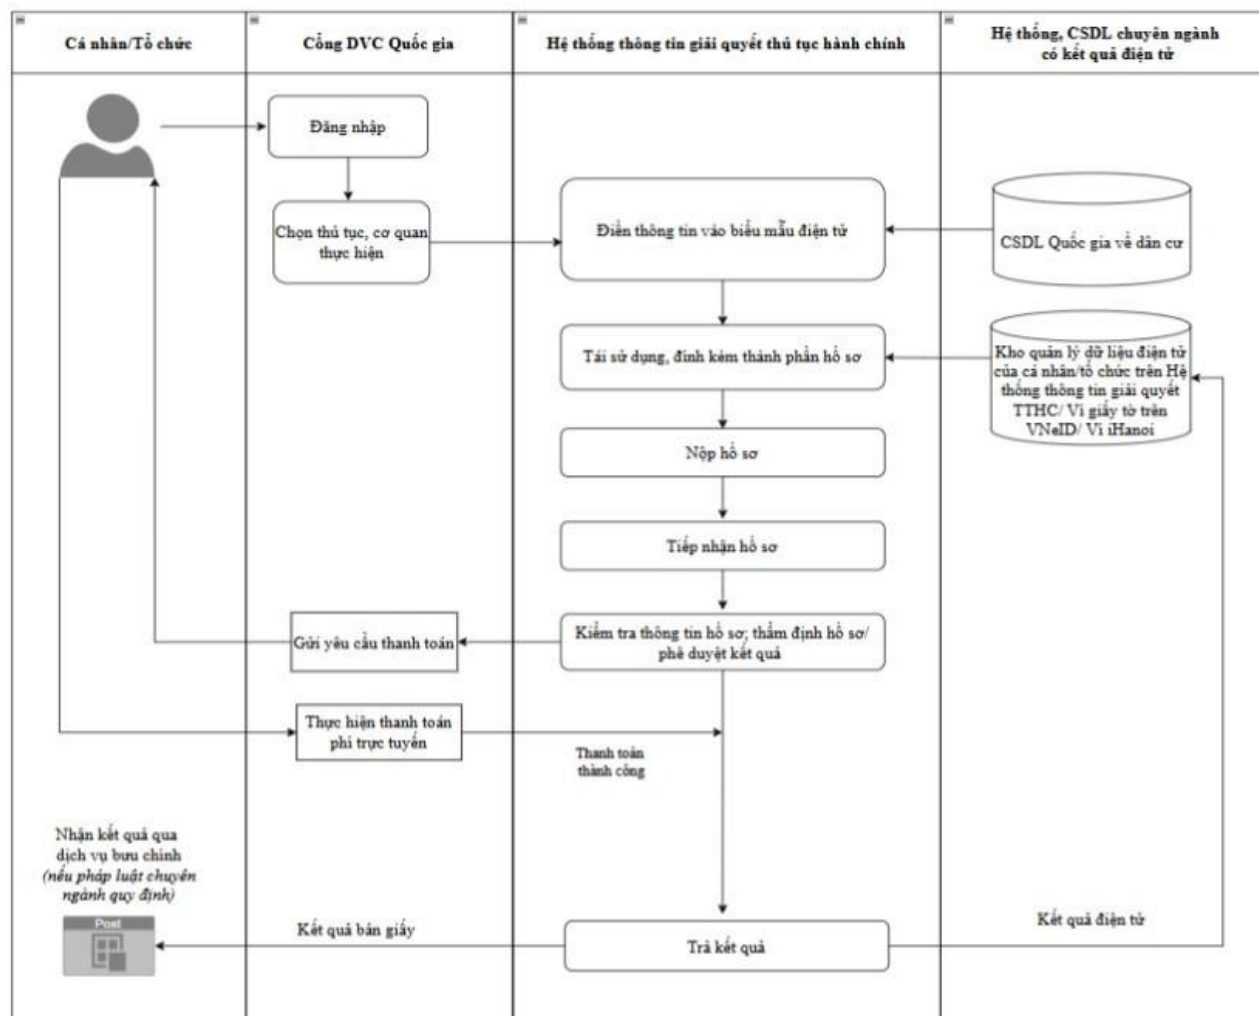 Cá nhân/Tổ chức
Cổng DVC Quốc gia
Hệ thống thông tin giải quyết thủ tục hành chính
Hệ thống, CSDL chuyên ngành
có kết quả điện tử
Đăng nhập
Chọn thủ tục, cơ quan
thực hiện
Điền thông tin vào biểu mẫu điện tử
CSDL Quốc gia về dân cư
Tái sử dụng, đính kèm thành phần hồ sơ
Kho quản lý dữ liệu điện tử
của cá nhân/tổ chức trên Hệ
thống thông tin giải quyết
TTHC/ Ví giấy tờ trên
VNeID/ Ví iHanoi
Nộp hồ sơ
Tiếp nhận hồ sơ
Kiểm tra thông tin hồ sơ; thẩm định hồ sơ/
phê duyệt kết quả
Gửi yêu cầu thanh toán
Thực hiện thanh toán
phí trực tuyến
Thanh toán
thành công
Nhận kết quả qua
dịch vụ bưu chính
(nếu pháp luật chuyên
ngành quy định)
Post
Kết quả bản giấy
Trả kết quả
Kết quả điện tử